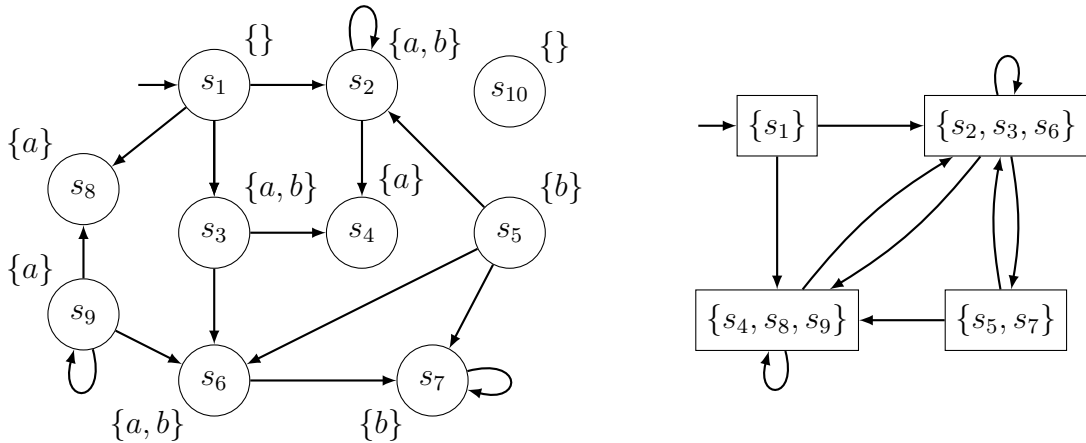 {}
{a, b}
{}
s₁
s₂
s₁₀
{s₁}
{s₂, s₃, s₆}
{a}
s₈
{a, b}
{a}
{b}
s₃
s₄
s₅
{a}
s₉
{s₄, s₈, s₉}
{s₅, s₇}
s₆
s₇
{a, b}
{b}